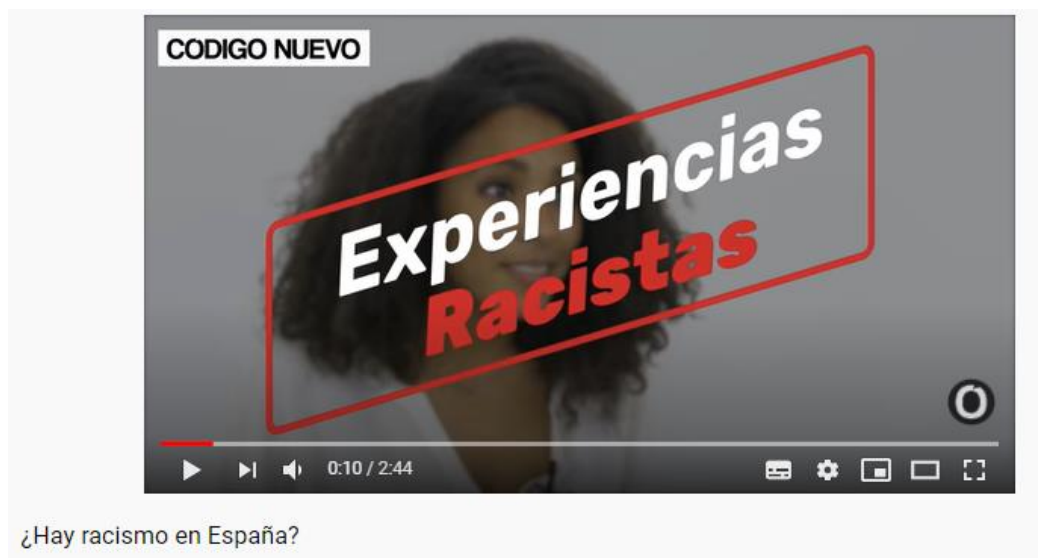 CODIGO NUEVO
Experiencias
Racistas
0:10 / 2:44
¿Hay racismo en España?